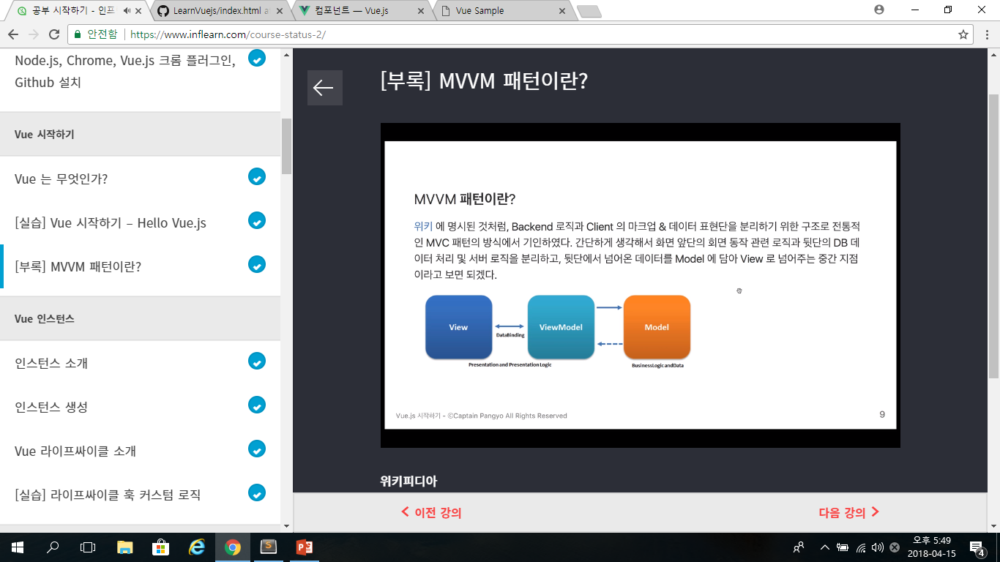 공부 시작하기 - 인프
LearnVuejs/index.html a
컴포넌트 — Vue.js
Vue Sample
안전함
https://www.inflearn.com/course-status-2/
Node.js, Chrome, Vue.js 크롬 플러그인,
Github 설치
Vue 시작하기
Vue 는 무엇인가?
[실습] Vue 시작하기 – Hello Vue.js
[부록] MVVM 패턴이란?
Vue 인스턴스
인스턴스 소개
인스턴스 생성
Vue 라이프싸이클 소개
[실습] 라이프싸이클 훅 커스텀 로직
[부록] MVVM 패턴이란?
MVVM 패턴이란?
위키 에 명시된 것처럼, Backend 로직과 Client 의 마크업 & 데이터 표현단을 분리하기 위한 구조로 전통적
인 MVC 패턴의 방식에서 기인하였다. 간단하게 생각해서 화면 앞단의 회면 동작 관련 로직과 뒷단의 DB 데
이터 처리 및 서버 로직을 분리하고, 뒷단에서 넘어온 데이터를 Model 에 담아 View 로 넘어주는 중간 지점
이라고 보면 되겠다.
View
DataBinding
ViewModel
Model
Presentation and Presentation Logic
BusinessLogic and Data
Vue.js 시작하기 - ⓒCaptain Pangyo All Rights Reserved
9
위키피디아
이전 강의
다음 강의
오후 5:49
2018-04-15
4